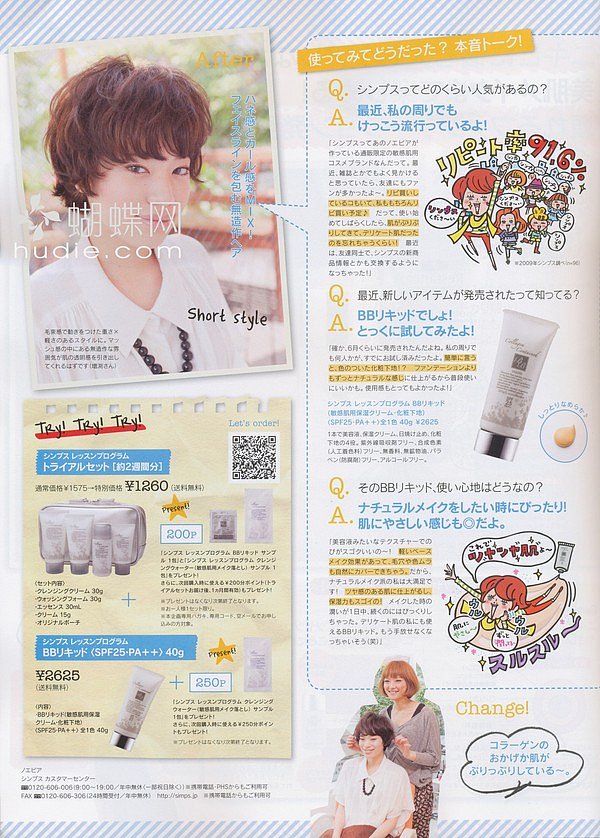 After
ハネ感とカール感をMIX!
フェイスラインを包む無造作ヘア
蝴蝶网
hudie.com
Short style
毛束感で動きをつけた重さ×
軽さのあるスタイルに。マッ
シュ感の中にある無造作な雰
囲気が肌の透明感を引き出し
てくれるはずです(堀苑さん)
使ってみてどうだった? 本音トーク!
Q. シンプスってどのくらい人気があるの?
A. 最近、私の周りでも
けっこう流行っているよ!
「シンプスってあのノエビアが
作っている通販限定の敏感肌用コ
スメブランドなんだって。最
近、雑誌とかでもよく見かける
と思っていたら、友達にもファ
ンが多かったよ〜。リピ買い
しているコもいて、私ももちろんリ
ピ買い予定♪ だって、使い始
めてしばらくしたら、肌がぷりぷ
りしてきて、デリケート肌だった
のを忘れちゃうくらい! 最近
は、友達同士で、シンプスの新商
品情報とかも交換するように
なっちゃった!」
リピート率91.6%
※2009年シンプス調べ(n=96)
Q. 最近、新しいアイテムが発売されたって知ってる?
A. BBリキッドでしょ!
とっくに試してみたよ!
「確か、6月くらいに発売されたんだよね。私の周り
でも何人かが、すでにお試し済みだったよ。簡単に言う
と、色のついた化粧下地!? ファンデーションより
もずっとナチュラルな感じに仕上がるから普段使い
にいいかも。使用感もとってもよかったよ!」
シンプス レッスンプログラム BBリキッド
(敏感肌用保湿クリーム・化粧下地)
(SPF25・PA++)全1色 40g ¥2625
1本で美容液、保湿クリーム、日焼け止め、化粧下
地の4役。紫外線吸収剤フリー、合成色素
(人工着色料)フリー、無香料、無鉱物油、パラ
ベン(防腐剤)フリー、アルコールフリー。
しっとりなめらか
Q. そのBBリキッド、使い心地はどうなの?
A. ナチュラルメイクをしたい時にぴったり!
肌にやさしい感じも◎だよ。
「美容液みたいなテクスチャーでの
びがスゴクいいの〜! 軽いベース
メイク効果があって、毛穴や色ム
ラも自然にカバーできちゃう。だか
ら、ナチュラルメイク派の私は大満足で
す! ツヤ感のある肌に仕上がるし、
保湿力もスゴイの! メイクした時の
潤いが1日中、続くのにはびっくりし
ちゃった。デリケート肌の私にも使
えるBBリキッド。もう手放せなくな
っちゃいそう(笑)」
これで
ツヤツヤ肌よ〜
ウルウル
肌に
やさし〜
スルスル〜
Try! Try! Try!
Let's order!
シンプス レッスンプログラム
トライアルセット[約2週間分]
通常価格¥1575→特別価格 ¥1260(送料無料)
Present!
200P
〈セット内容〉
・クレンジングクリーム 30g
・ウォッシングフォーム 30g
・エッセンス 30mL
・クリーム 15g
・オリジナルポーチ
「シンプス レッスンプログラム BBリキッド サンプ
ル 1包」と「シンプス レッスンプログラム クレンジ
ングウォーター(敏感肌用メイク落とし) サンプル 1
包」をプレゼント!
さらに、次回購入時に使える¥200分ポイント(ト
ライアルセットお届け後、1カ月間有効)もプレゼント!
※プレゼントはなくなり次第終了となります。
※お一人様1セット限り。
シンプス レッスンプログラム
BBリキッド〈SPF25・PA++〉40g
¥2625
(送料無料)
Present!
250P
〈内容〉
・BBリキッド(敏感肌用保湿
クリーム・化粧下地)
(SPF25・PA++)全1色 40g
「シンプス レッスンプログラム クレンジング
ウォーター(敏感肌用メイク落とし) サンプル
1包」をプレゼント!
さらに、次回購入時に使える¥250分ポイント
もプレゼント!
※プレゼントはなくなり次第終了となります。
Change!
コラーゲンの
おかげか肌が
ぷりっぷりしている〜。
ノエビア
シンプス カスタマーセンター
0120-606-006(9:00〜19:00/年中無休(一部祝日除く)) ※携帯電話・PHSからもご利用可
FAX 0120-606-306(24時間受付/年中無休) http://simps.jp ※携帯電話からもご利用可